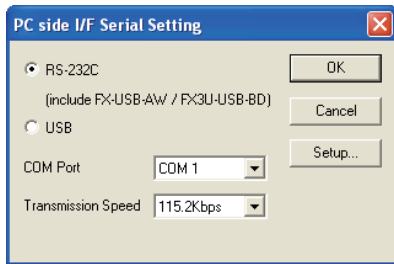 PC side I/F Serial Setting
RS-232C
(include FX-USB-AW / FX3U-USB-BD)
USB
COM Port
COM 1
Transmission Speed
115.2Kbps
OK
Cancel
Setup...